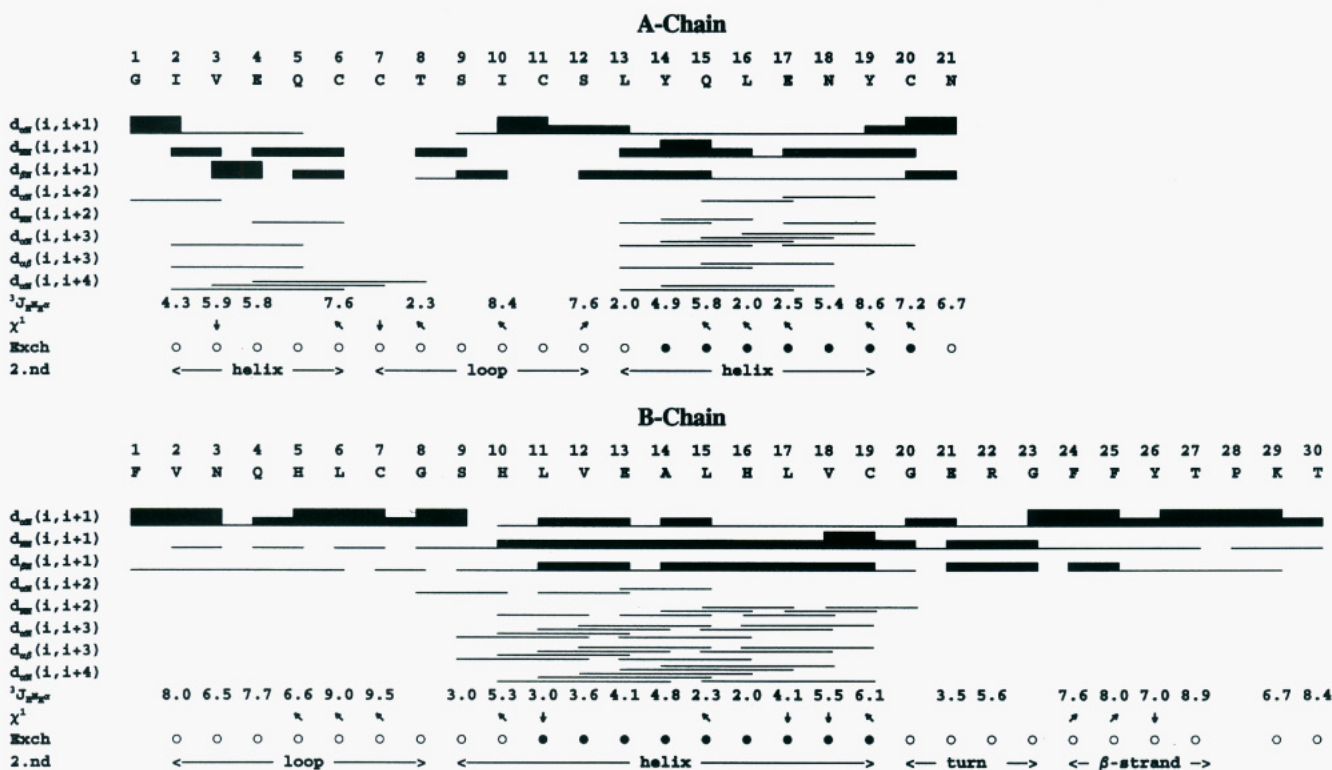 A-Chain
1 2 3 4 5 6 7 8 9 10 11 12 13 14 15 16 17 18 19 20 21
G I V E Q C C T S I C S L Y Q L E N Y C N
dαN(i,i+1)
dNN(i,i+1)
dβN(i,i+1)
dαN(i,i+2)
dNN(i,i+2)
dαN(i,i+3)
dαβ(i,i+3)
dαN(i,i+4)
³JHNHα 4.3 5.9 5.8 7.6 2.3 8.4 7.6 2.0 4.9 5.8 2.0 2.5 5.4 8.6 7.2 6.7
χ¹ ↓ ↖ ↓ ↖ ↖ ↗ ↖ ↖ ↖ ↖ ↖
Exch ○ ○ ○ ○ ○ ○ ○ ○ ○ ○ ○ ○ ● ● ● ● ● ● ● ○
2.nd <— helix —> <— loop —> <— helix —>
B-Chain
1 2 3 4 5 6 7 8 9 10 11 12 13 14 15 16 17 18 19 20 21 22 23 24 25 26 27 28 29 30
F V N Q H L C G S H L V E A L H L V C G E R G F F Y T P K T
dαN(i,i+1)
dNN(i,i+1)
dβN(i,i+1)
dαN(i,i+2)
dNN(i,i+2)
dαN(i,i+3)
dαβ(i,i+3)
dαN(i,i+4)
³JHNHα 8.0 6.5 7.7 6.6 9.0 9.5 3.0 5.3 3.0 3.6 4.1 4.8 2.3 2.0 4.1 5.5 6.1 3.5 5.6 7.6 8.0 7.0 8.9 6.7 8.4
χ¹ ↖ ↖ ↖ ↖ ↓ ↖ ↓ ↓ ↖ ↗ ↗ ↓
Exch ○ ○ ○ ○ ○ ○ ○ ○ ○ ● ● ● ● ● ● ● ● ● ○ ○ ○ ○ ○ ○ ○ ○ ○ ○
2.nd <— loop —> <— helix —> <— turn —> <— β-strand —>